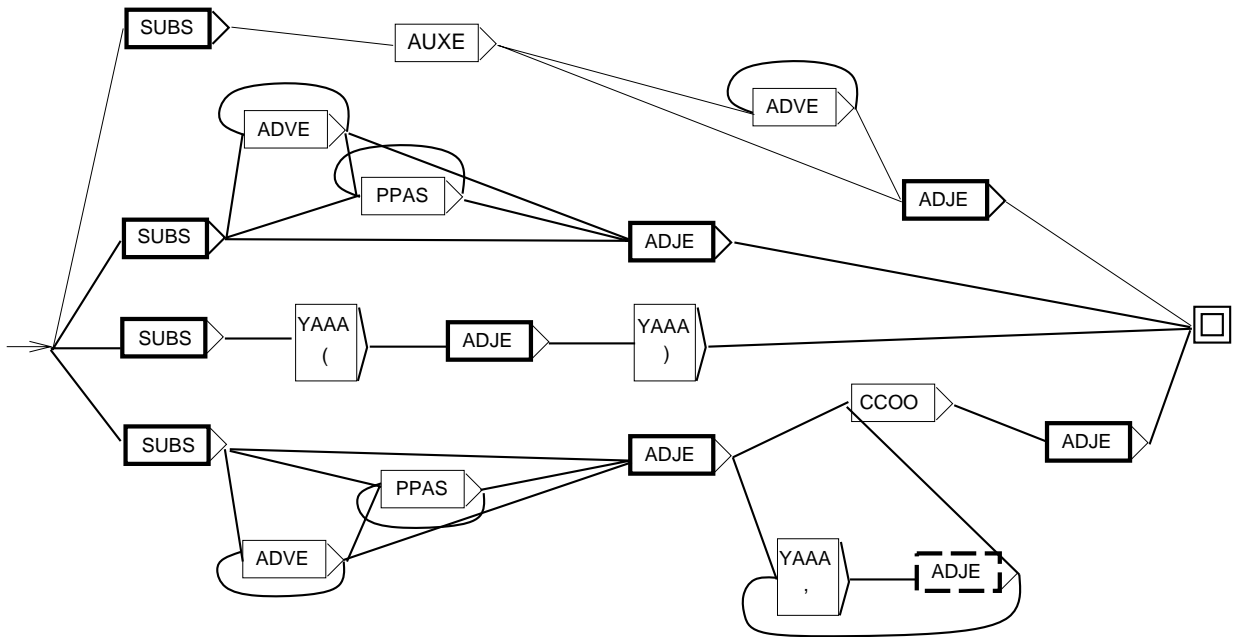 SUBS
AUXE
ADVE
ADVE
PPAS
ADJE
SUBS
ADJE
SUBS
YAAA
(
ADJE
YAAA
)
CCOO
SUBS
ADJE
ADJE
PPAS
ADVE
YAAA
,
ADJE